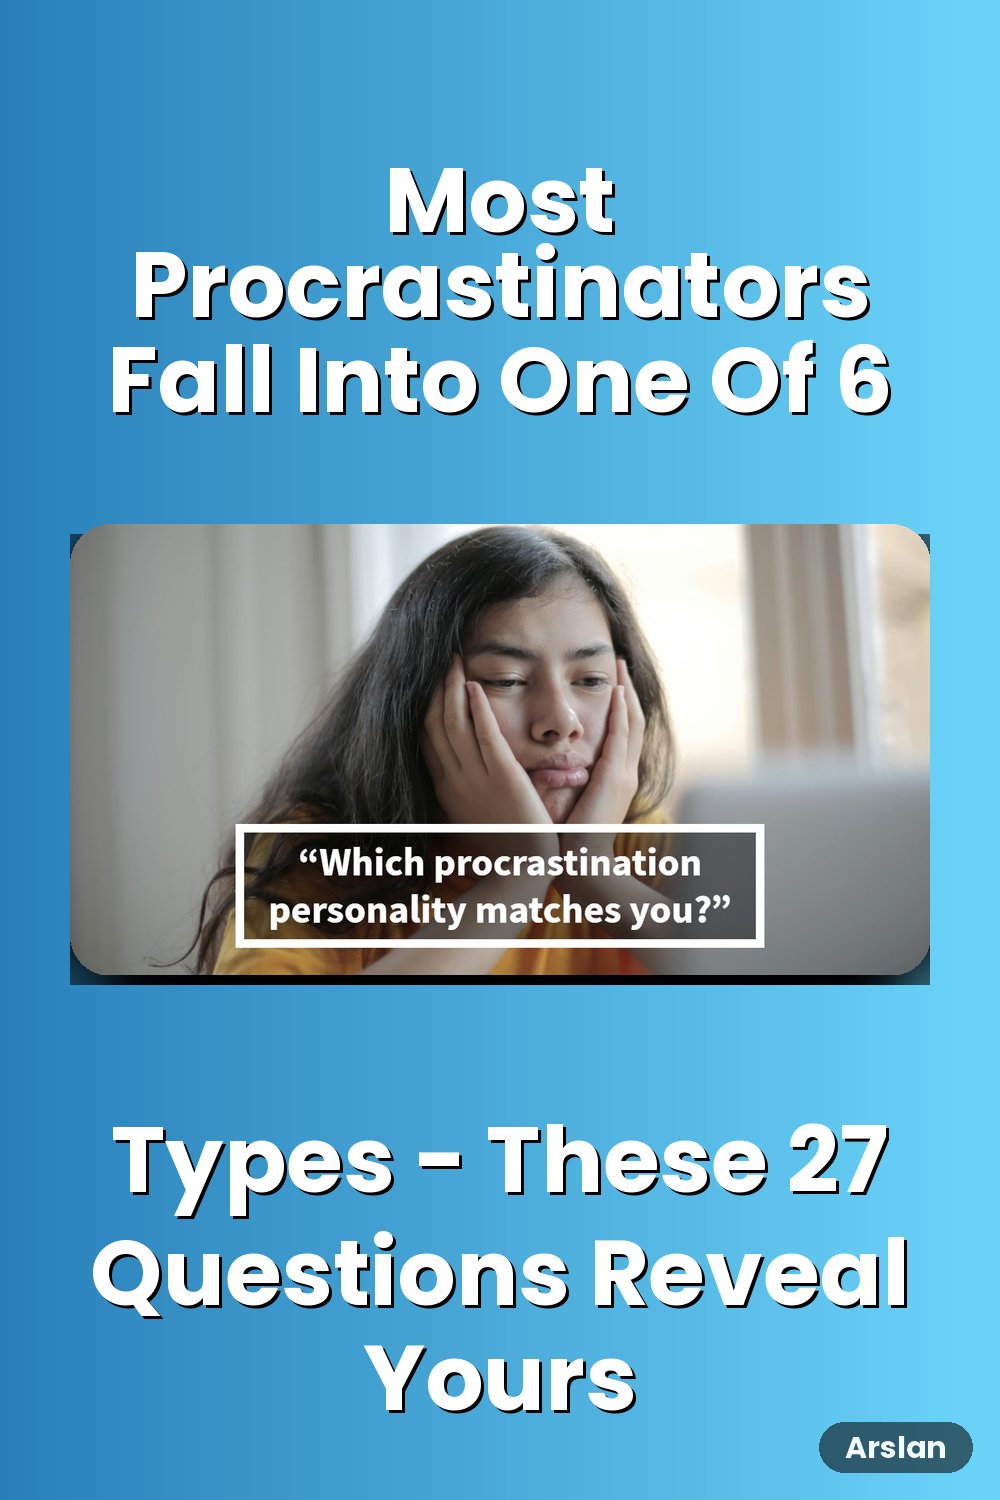 Most
Procrastinators
Fall Into One Of 6
“Which procrastination
personality matches you?”
Types - These 27
Questions Reveal
Yours
Arslan